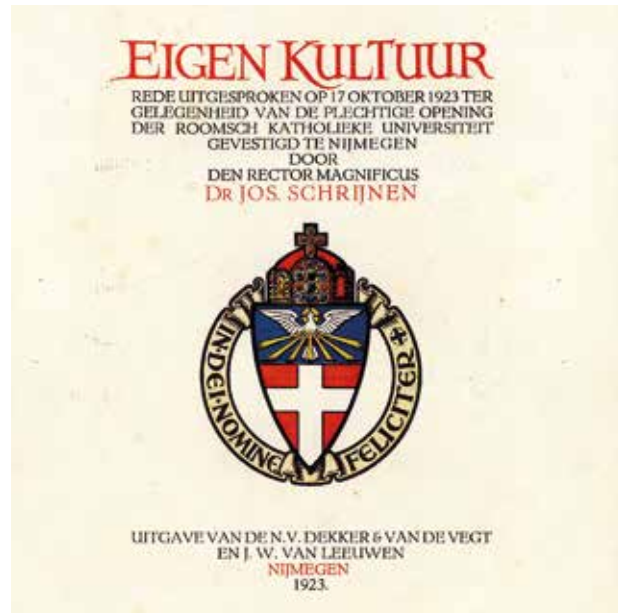 EIGEN KULTUUR
REDE UITGESPROKEN OP 17 OKTOBER 1923 TER
GELEGENHEID VAN DE PLECHTIGE OPENING
DER ROOMSCH KATHOLIEKE UNIVERSITEIT
GEVESTIGD TE NIJMEGEN
DOOR
DEN RECTOR MAGNIFICUS
DR JOS. SCHRIJNEN
IN·DEI·NOMINE FELICITER
UITGAVE VAN DE N.V. DEKKER & VAN DE VEGT
EN J. W. VAN LEEUWEN
NIJMEGEN
1923.